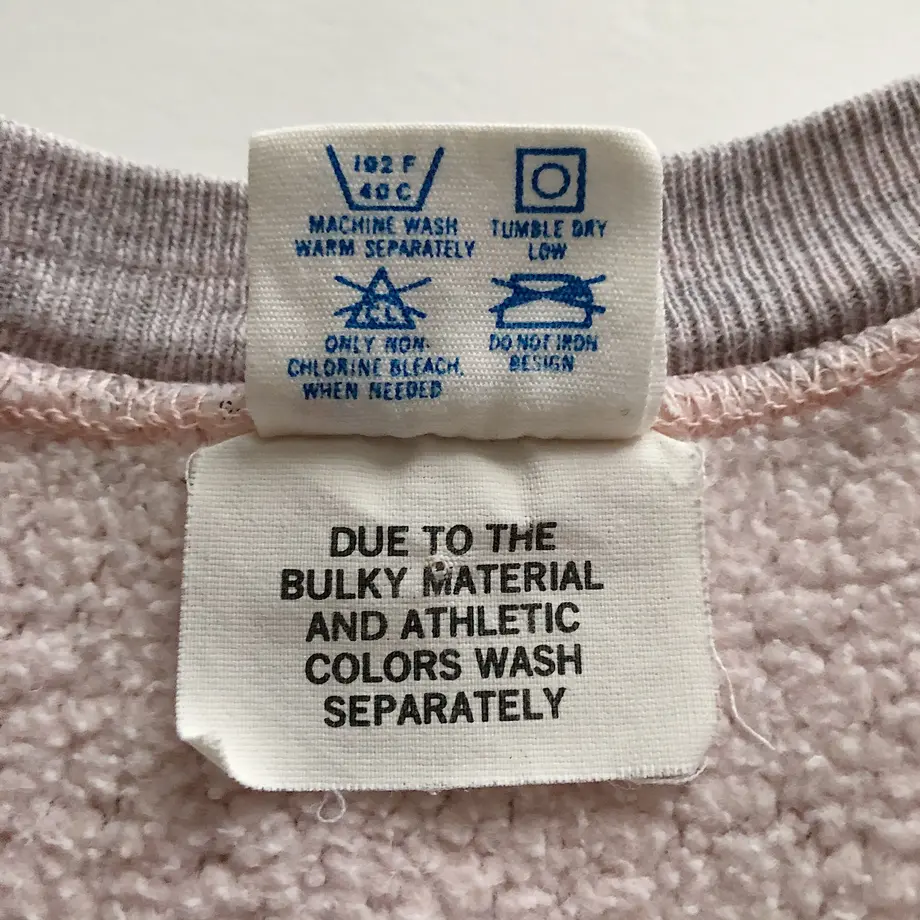 102 F
40 C
MACHINE WASH
WARM SEPARATELY
TUMBLE DRY
LOW
CL
ONLY NON-
CHLORINE BLEACH,
WHEN NEEDED
DO NOT IRON
DESIGN
DUE TO THE
BULKY MATERIAL
AND ATHLETIC
COLORS WASH
SEPARATELY